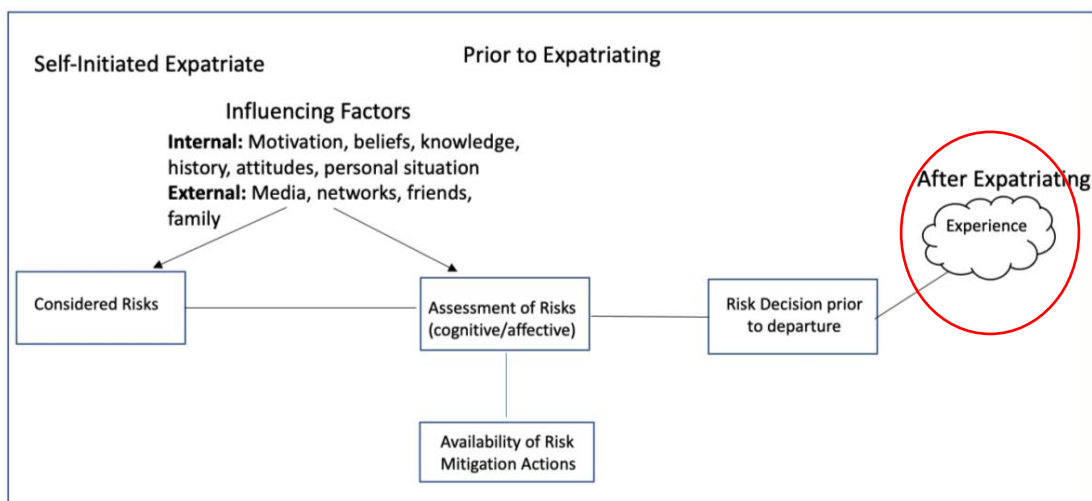 Prior to Expatriating
Self-Initiated Expatriate
Influencing Factors
Internal: Motivation, beliefs, knowledge,
history, attitudes, personal situation
External: Media, networks, friends,
family
After Expatriating
Experience
Considered Risks
Assessment of Risks
(cognitive/affective)
Risk Decision prior
to departure
Availability of Risk
Mitigation Actions